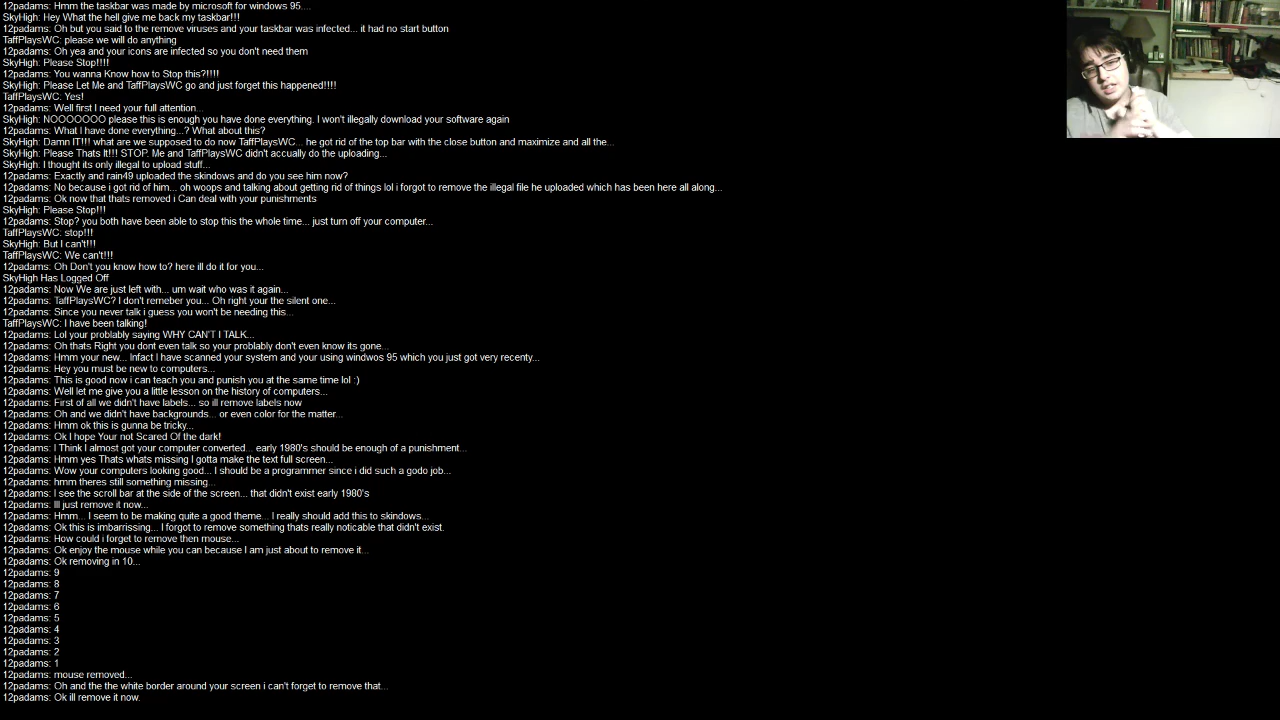 12padams: Hmm the taskbar was made by microsoft for windows 95....
SkyHigh: Hey What the hell give me back my taskbar!!!
12padams: Oh but you said to the remove viruses and your taskbar was infected... it had no start button
TaffPlaysWC: please we will do anything
12padams: Oh yea and your icons are infected so you don't need them
SkyHigh: Please Stop!!!!
12padams: You wanna Know how to Stop this?!!!!
SkyHigh: Please Let Me and TaffPlaysWC go and just forget this happened!!!!
TaffPlaysWC: Yes!
12padams: Well first I need your full attention...
SkyHigh: NOOOOOOO please this is enough you have done everything. I won't illegally download your software again
12padams: What I have done everything...? What about this?
SkyHigh: Damn IT!!! what are we supposed to do now TaffPlaysWC... he got rid of the top bar with the close button and maximize and all the...
SkyHigh: Please Thats It!!! STOP. Me and TaffPlaysWC didn't accually do the uploading...
SkyHigh: I thought its only illegal to upload stuff...
12padams: Exactly and rain49 uploaded the skindows and do you see him now?
12padams: No because i got rid of him... oh woops and talking about getting rid of things lol i forgot to remove the illegal file he uploaded which has been here all along...
12padams: Ok now that thats removed i Can deal with your punishments
SkyHigh: Please Stop!!!
12padams: Stop? you both have been able to stop this the whole time... just turn off your computer...
TaffPlaysWC: stop!!!
SkyHigh: But I can't!!!
TaffPlaysWC: We can't!!!
12padams: Oh Don't you know how to? here ill do it for you...
SkyHigh Has Logged Off
12padams: Now We are just left with... um wait who was it again...
12padams: TaffPlaysWC? I don't remeber you... Oh right your the silent one...
12padams: Since you never talk i guess you won't be needing this...
TaffPlaysWC: I have been talking!
12padams: Lol your problably saying WHY CAN'T I TALK...
12padams: Oh thats Right you dont even talk so your problably don't even know its gone...
12padams: Hmm your new... Infact I have scanned your system and your using windwos 95 which you just got very recenty...
12padams: Hey you must be new to computers...
12padams: This is good now i can teach you and punish you at the same time lol :)
12padams: Well let me give you a little lesson on the history of computers...
12padams: First of all we didn't have labels... so ill remove labels now
12padams: Oh and we didn't have backgrounds... or even color for the matter...
12padams: Hmm ok this is gunna be tricky...
12padams: Ok I hope Your not Scared Of the dark!
12padams: I Think I almost got your computer converted... early 1980's should be enough of a punishment...
12padams: Hmm yes Thats whats missing I gotta make the text full screen...
12padams: Wow your computers looking good... I should be a programmer since i did such a godo job...
12padams: hmm theres still something missing...
12padams: I see the scroll bar at the side of the screen... that didn't exist early 1980's
12padams: Ill just remove it now...
12padams: Hmm... I seem to be making quite a good theme... I really should add this to skindows...
12padams: Ok this is imbarrissing... I forgot to remove something thats really noticable that didn't exist.
12padams: How could i forget to remove then mouse...
12padams: Ok enjoy the mouse while you can because I am just about to remove it...
12padams: Ok removing in 10...
12padams: 9
12padams: 8
12padams: 7
12padams: 6
12padams: 5
12padams: 4
12padams: 3
12padams: 2
12padams: 1
12padams: mouse removed...
12padams: Oh and the the white border around your screen i can't forget to remove that...
12padams: Ok ill remove it now.